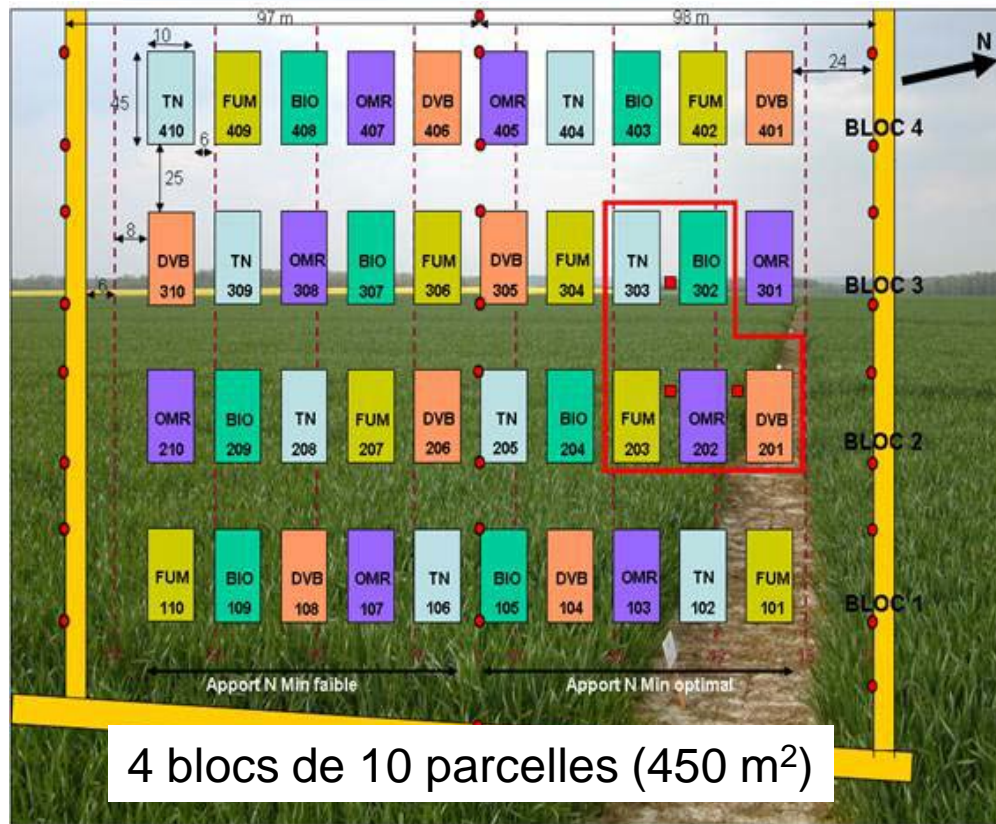 97 m 98 m
N
10 24
45
TN FUM BIO OMR DVB OMR TN BIO FUM DVB
410 409 408 407 406 405 404 403 402 401
BLOC 4
6
25
8
DVB TN OMR BIO FUM DVB FUM TN BIO OMR
310 309 308 307 306 305 304 303 302 301
6
BLOC 3
OMR BIO TN FUM DVB TN BIO FUM OMR DVB
210 209 208 207 206 205 204 203 202 201
BLOC 2
FUM BIO DVB OMR TN BIO DVB OMR TN FUM
110 109 108 107 106 105 104 103 102 101
BLOC 1
Apport N Min faible Apport N Min optimal
4 blocs de 10 parcelles (450 m²)